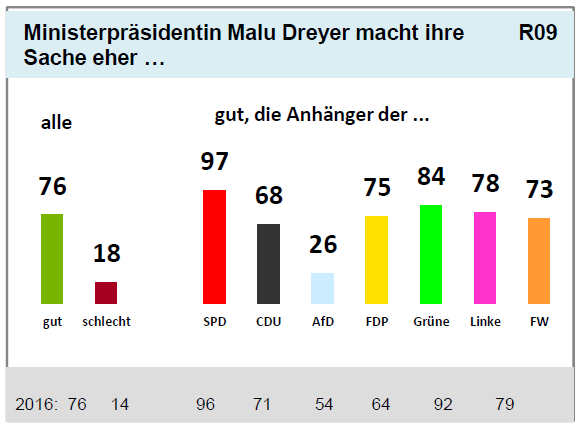 Ministerpräsidentin Malu Dreyer macht ihre R09
Sache eher …
alle
gut, die Anhänger der ...
76 18 97 68 26 75 84 78 73
gut schlecht SPD CDU AfD FDP Grüne Linke FW
2016: 76 14 96 71 54 64 92 79